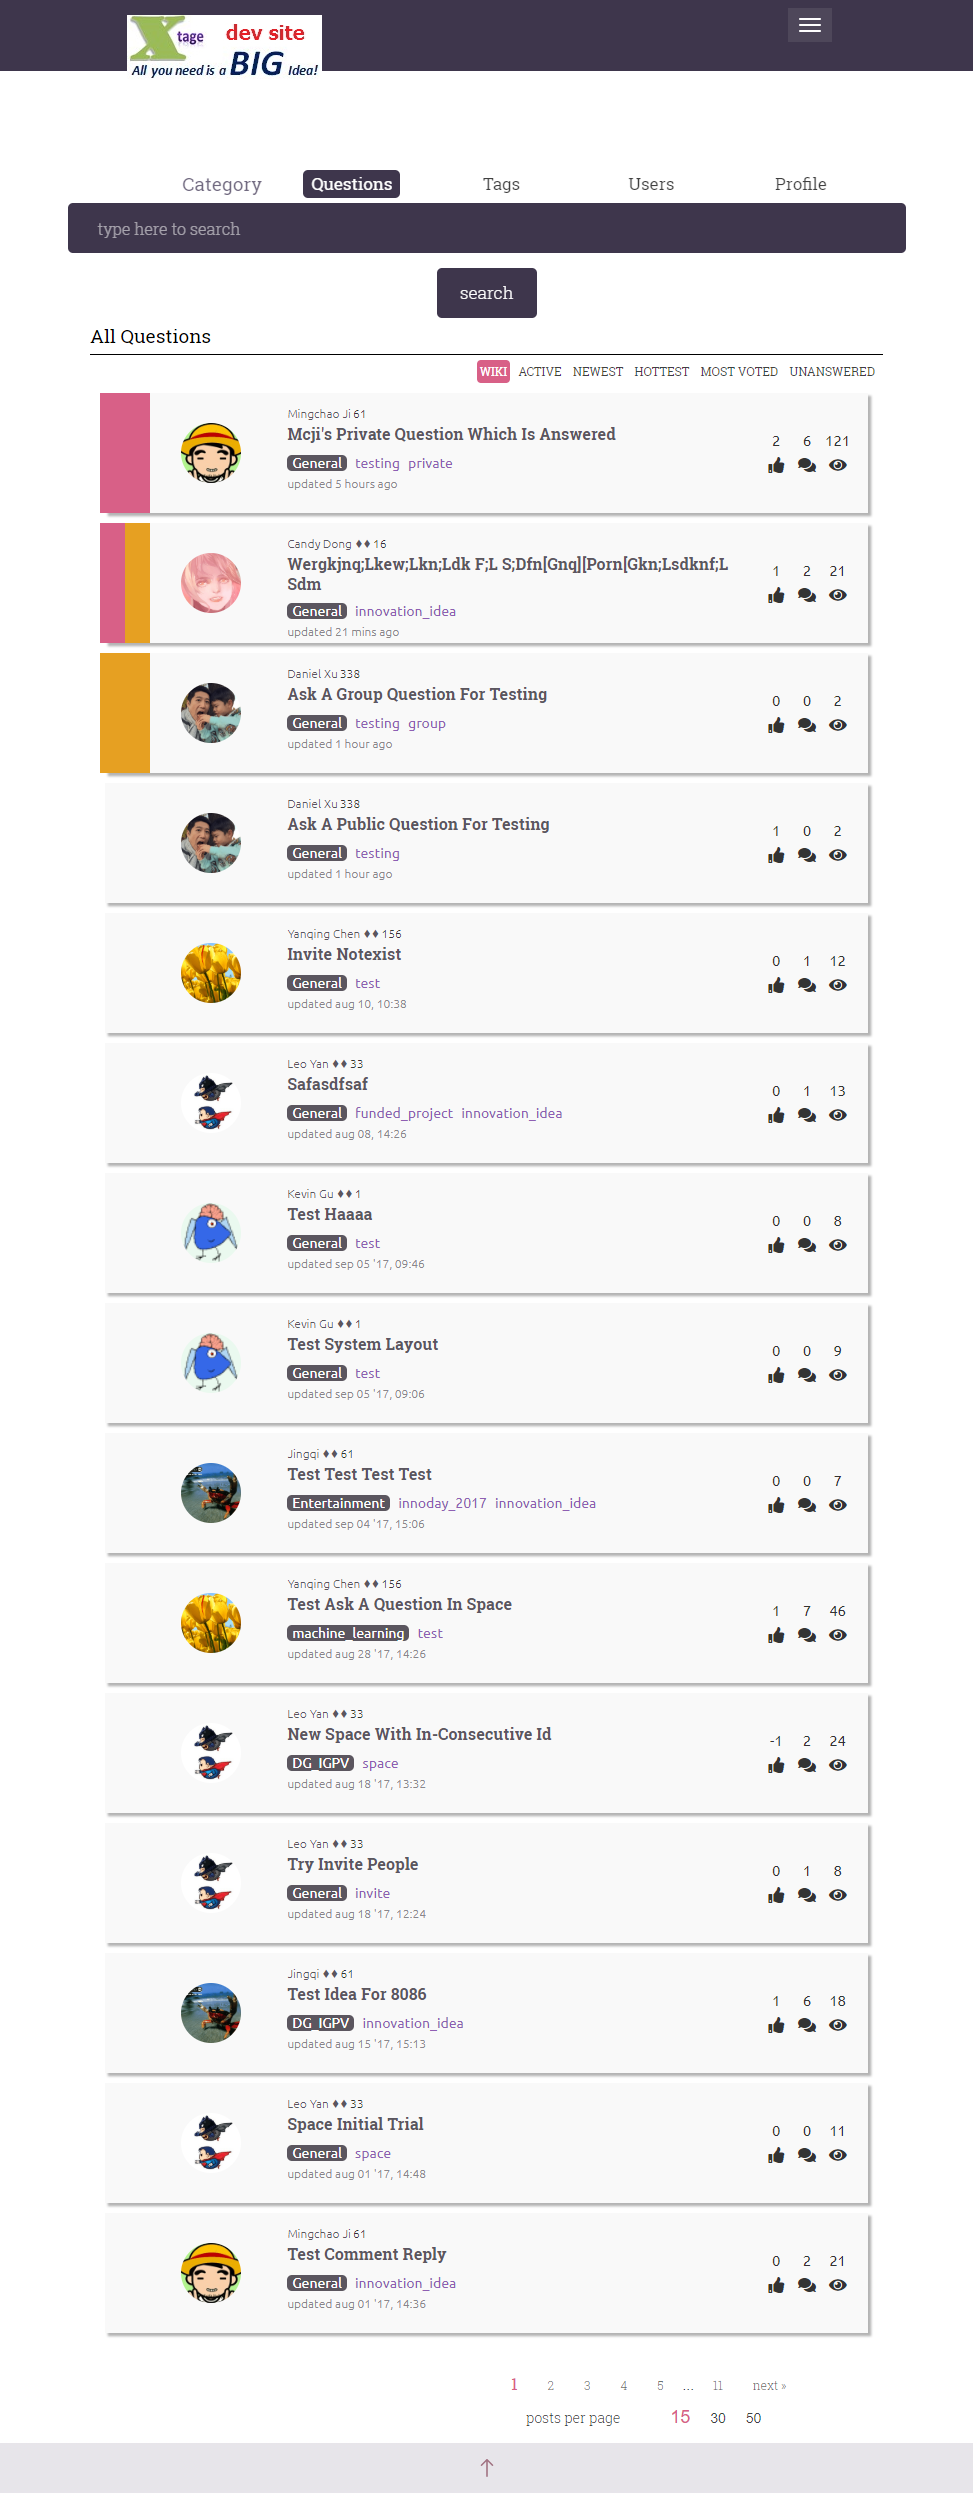 Xtage dev site
All you need is a BIG Idea!
Category Questions Tags Users Profile
type here to search
search
All Questions
WIKI ACTIVE NEWEST HOTTEST MOST VOTED UNANSWERED
Mingchao Ji 61
Mcji's Private Question Which Is Answered
2 6 121
General testing private
updated 5 hours ago
Candy Dong ♦♦ 16
Wergkjnq;Lkew;Lkn;Ldk F;L S;Dfn[Gnq][Porn[Gkn;Lsdknf;L
Sdm
1 2 21
General innovation_idea
updated 21 mins ago
Daniel Xu 338
Ask A Group Question For Testing
0 0 2
General testing group
updated 1 hour ago
Daniel Xu 338
Ask A Public Question For Testing
1 0 2
General testing
updated 1 hour ago
Yanqing Chen ♦♦ 156
Invite Notexist
0 1 12
General test
updated aug 10, 10:38
Leo Yan ♦♦ 33
Safasdfsaf
0 1 13
General funded_project innovation_idea
updated aug 08, 14:26
Kevin Gu ♦♦ 1
Test Haaaa
0 0 8
General test
updated sep 05 '17, 09:46
Kevin Gu ♦♦ 1
Test System Layout
0 0 9
General test
updated sep 05 '17, 09:06
Jingqi ♦♦ 61
Test Test Test Test
0 0 7
Entertainment innoday_2017 innovation_idea
updated sep 04 '17, 15:06
Yanqing Chen ♦♦ 156
Test Ask A Question In Space
1 7 46
machine_learning test
updated aug 28 '17, 14:26
Leo Yan ♦♦ 33
New Space With In-Consecutive Id
-1 2 24
DG_IGPV space
updated aug 18 '17, 13:32
Leo Yan ♦♦ 33
Try Invite People
0 1 8
General invite
updated aug 18 '17, 12:24
Jingqi ♦♦ 61
Test Idea For 8086
1 6 18
DG_IGPV innovation_idea
updated aug 15 '17, 15:13
Leo Yan ♦♦ 33
Space Initial Trial
0 0 11
General space
updated aug 01 '17, 14:48
Mingchao Ji 61
Test Comment Reply
0 2 21
General innovation_idea
updated aug 01 '17, 14:36
1 2 3 4 5 ... 11 next »
posts per page 15 30 50